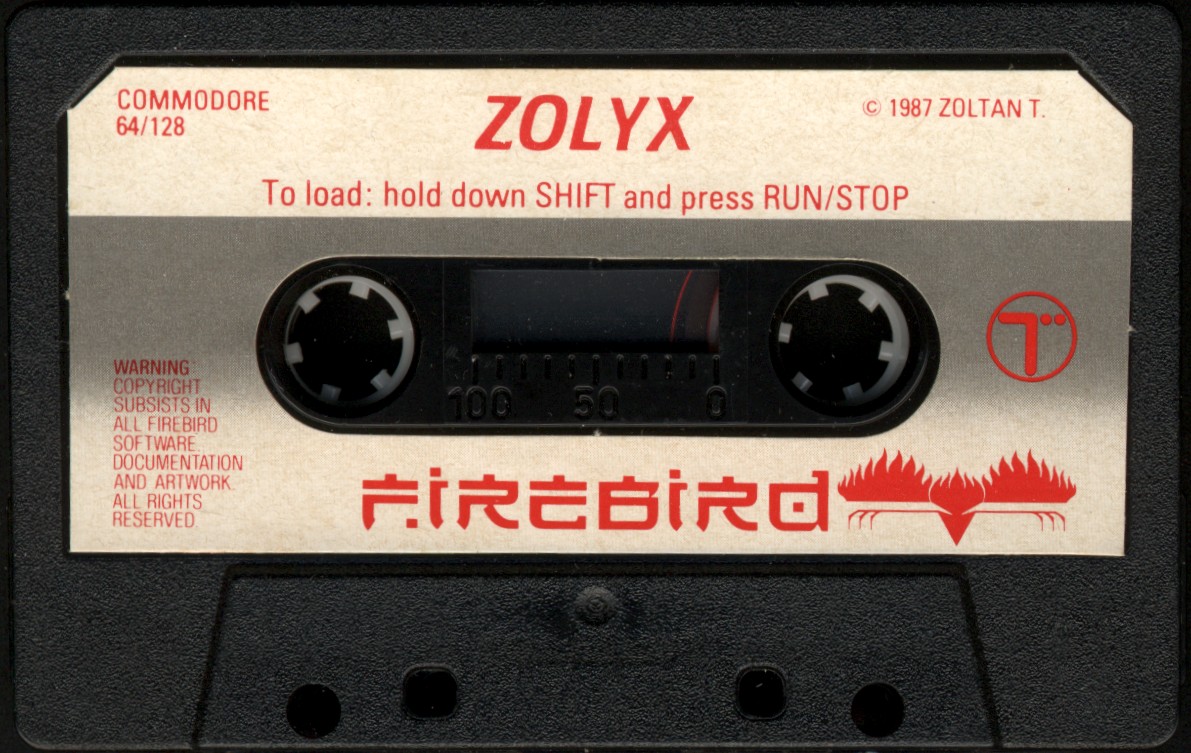 COMMODORE
64/128
ZOLYX
© 1987 ZOLTAN T.
To load: hold down SHIFT and press RUN/STOP
100 50 0
WARNING
COPYRIGHT
SUBSISTS IN
ALL FIREBIRD
SOFTWARE.
DOCUMENTATION
AND ARTWORK.
ALL RIGHTS
RESERVED
FIREBIRD